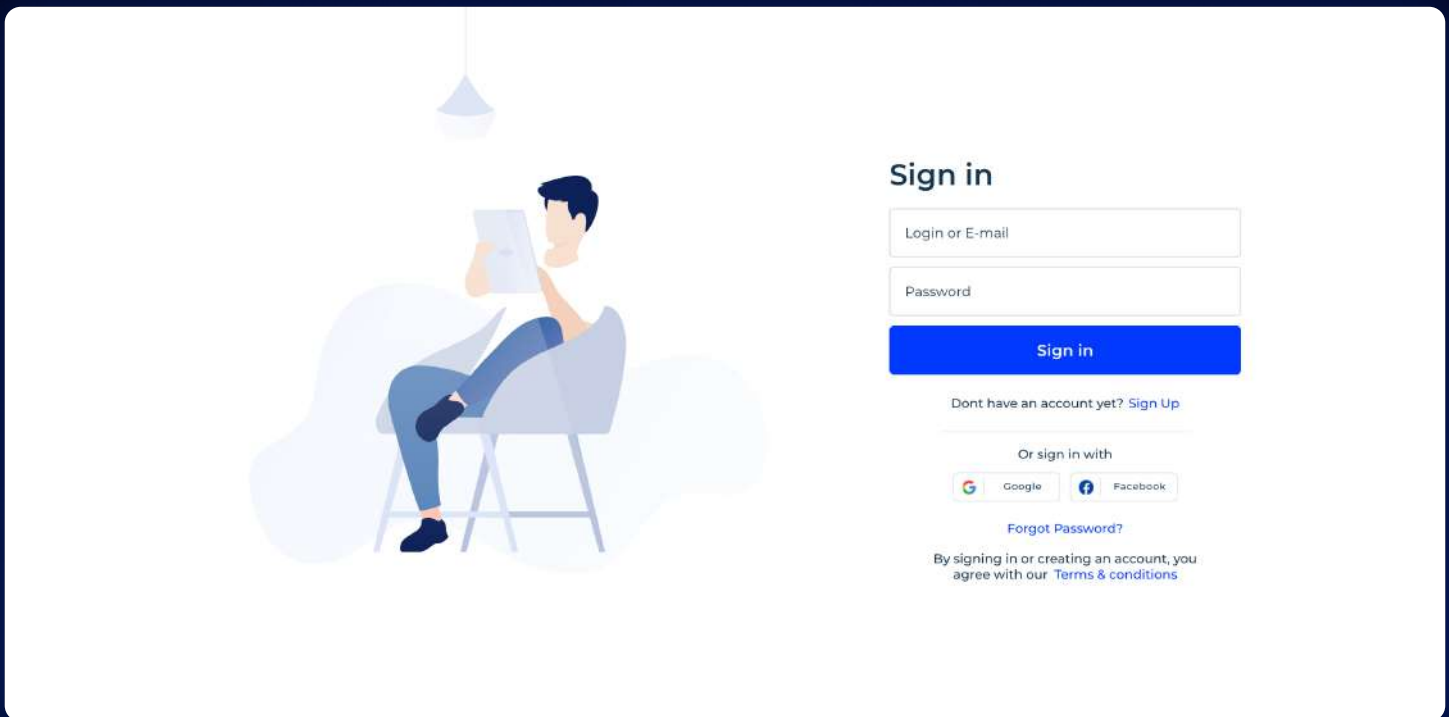 Sign in
Login or E-mail
Password
Sign in
Dont have an account yet? Sign Up
Or sign in with
Google Facebook
Forgot Password?
By signing in or creating an account, you
agree with our Terms & conditions